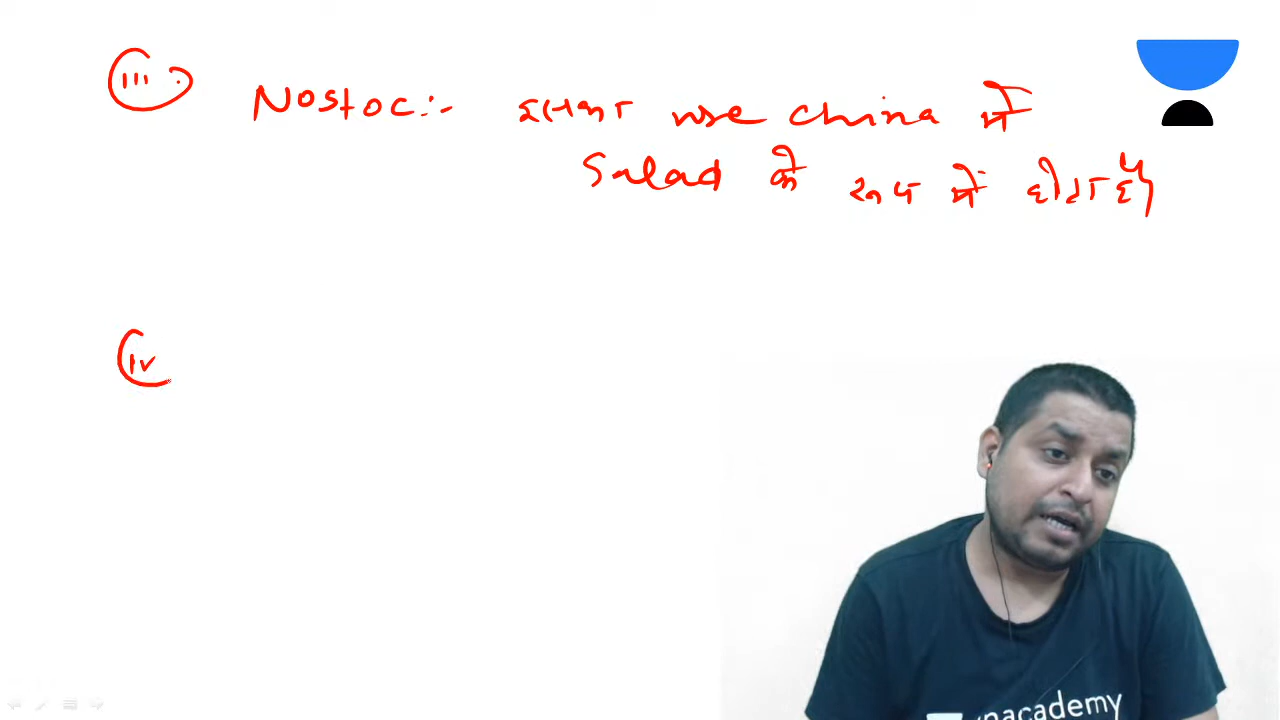 (iii) Nostoc:- इसका use China में
Salad के रूप में होता है
(iv
unacademy